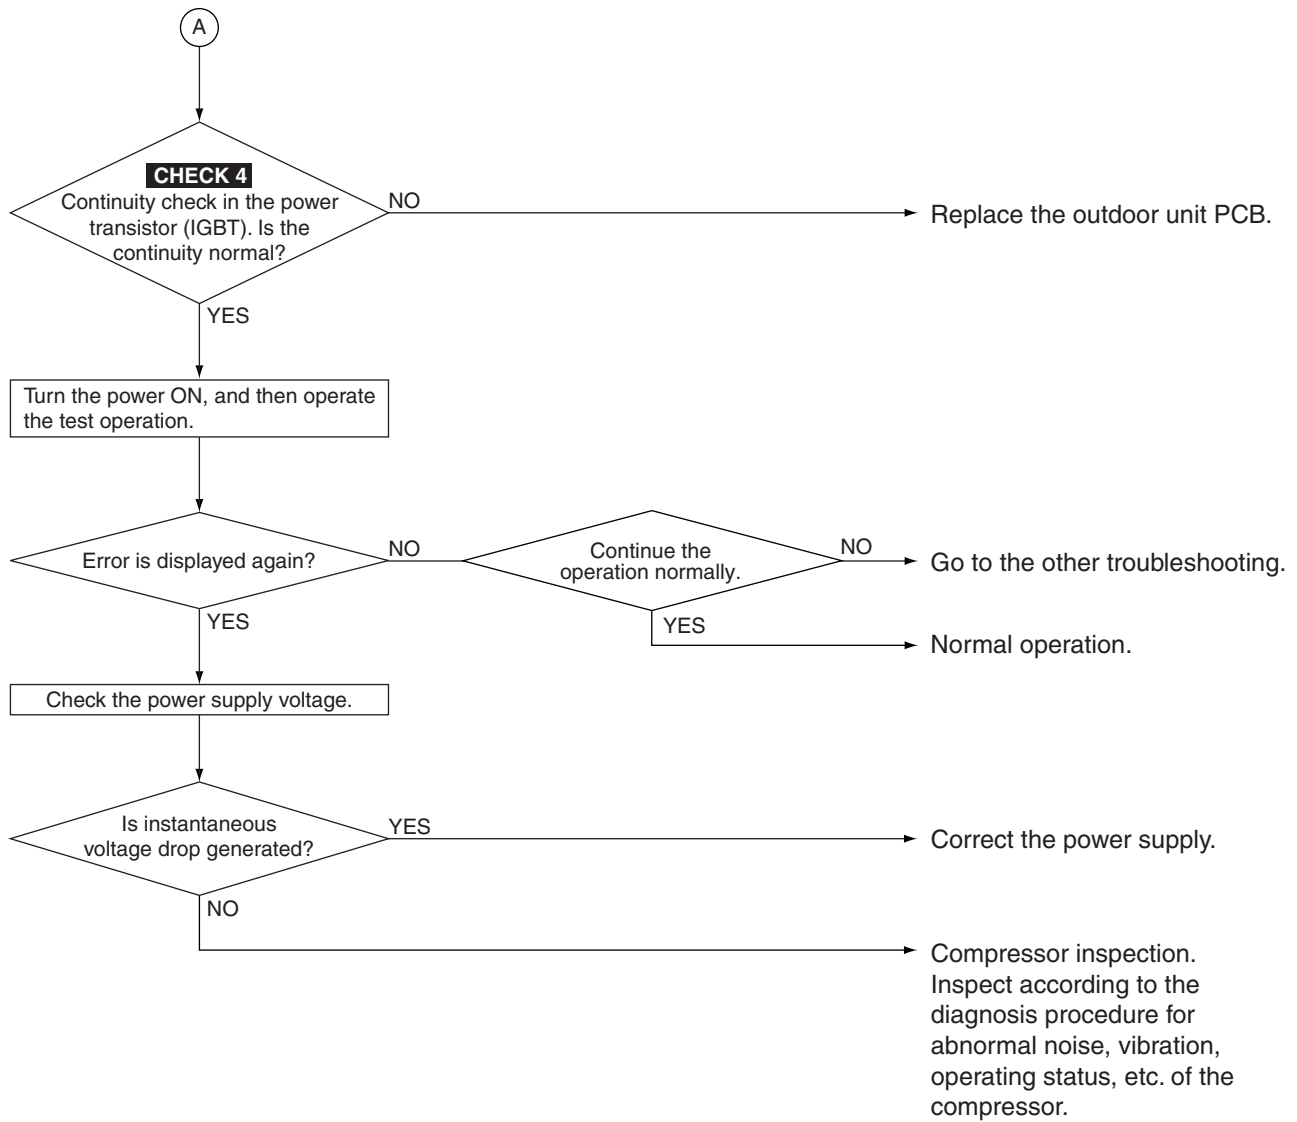 A
CHECK 4
Continuity check in the power
transistor (IGBT). Is the
continuity normal?
NO
Replace the outdoor unit PCB.
YES
Turn the power ON, and then operate
the test operation.
Error is displayed again?
NO
Continue the
operation normally.
NO
Go to the other troubleshooting.
YES
YES
Normal operation.
Check the power supply voltage.
Is instantaneous
voltage drop generated?
YES
Correct the power supply.
NO
Compressor inspection.
Inspect according to the
diagnosis procedure for
abnormal noise, vibration,
operating status, etc. of the
compressor.